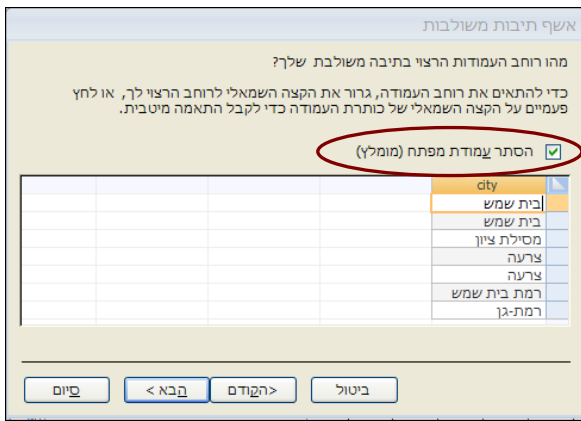 אשף תיבות משולבות
מהו רוחב העמודות הרצוי בתיבה משולבת שלך?
כדי להתאים את רוחב העמודה, גרור את הקצה השמאלי לרוחב הרצוי לך, או לחץ
פעמיים על הקצה השמאלי של כותרת העמודה כדי לקבל התאמה מיטבית.
הסתר עמודת מפתח (מומלץ)
city
בית שמש
בית שמש
מסילת ציון
צרעה
צרעה
רמת בית שמש
רמת-גן
ביטול
<הקודם
הבא >
סיום